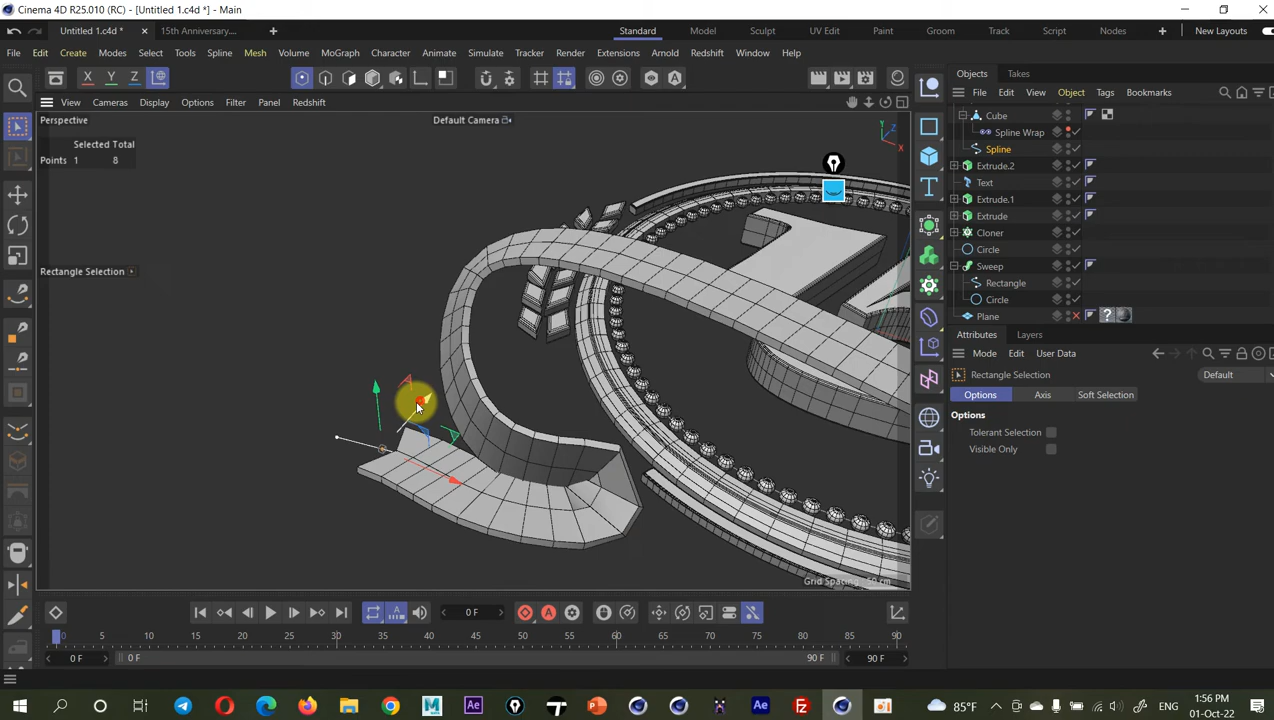 Cinema 4D R25.010 (RC) - [Untitled 1.c4d *] - Main
Untitled 1.c4d *
15th Anniversary....
Standard
Model
Sculpt
UV Edit
Paint
Groom
Track
Script
Nodes
New Layouts
File Edit Create Modes Select Tools Spline Mesh Volume MoGraph Character Animate Simulate Tracker Render Extensions Arnold Redshift Window Help
X Y Z
Objects Takes
File Edit View Object Tags Bookmarks
View Cameras Display Options Filter Panel Redshift
Perspective
Default Camera
Selected Total
Points 1 8
Rectangle Selection
Y
Z
X
Grid Spacing : 50 cm
Cube
Spline Wrap
Spline
Extrude.2
Text
Extrude.1
Extrude
Cloner
Circle
Sweep
Rectangle
Circle
Plane
Attributes Layers
Mode Edit User Data
Rectangle Selection
Default
Options Axis Soft Selection
Options
Tolerant Selection
Visible Only
0 F
0 5 10 15 20 25 30 35 40 45 50 55 60 65 70 75 80 85 90
0 F 0 F 90 F 90 F
85°F
ENG
1:56 PM
01-Oct-22